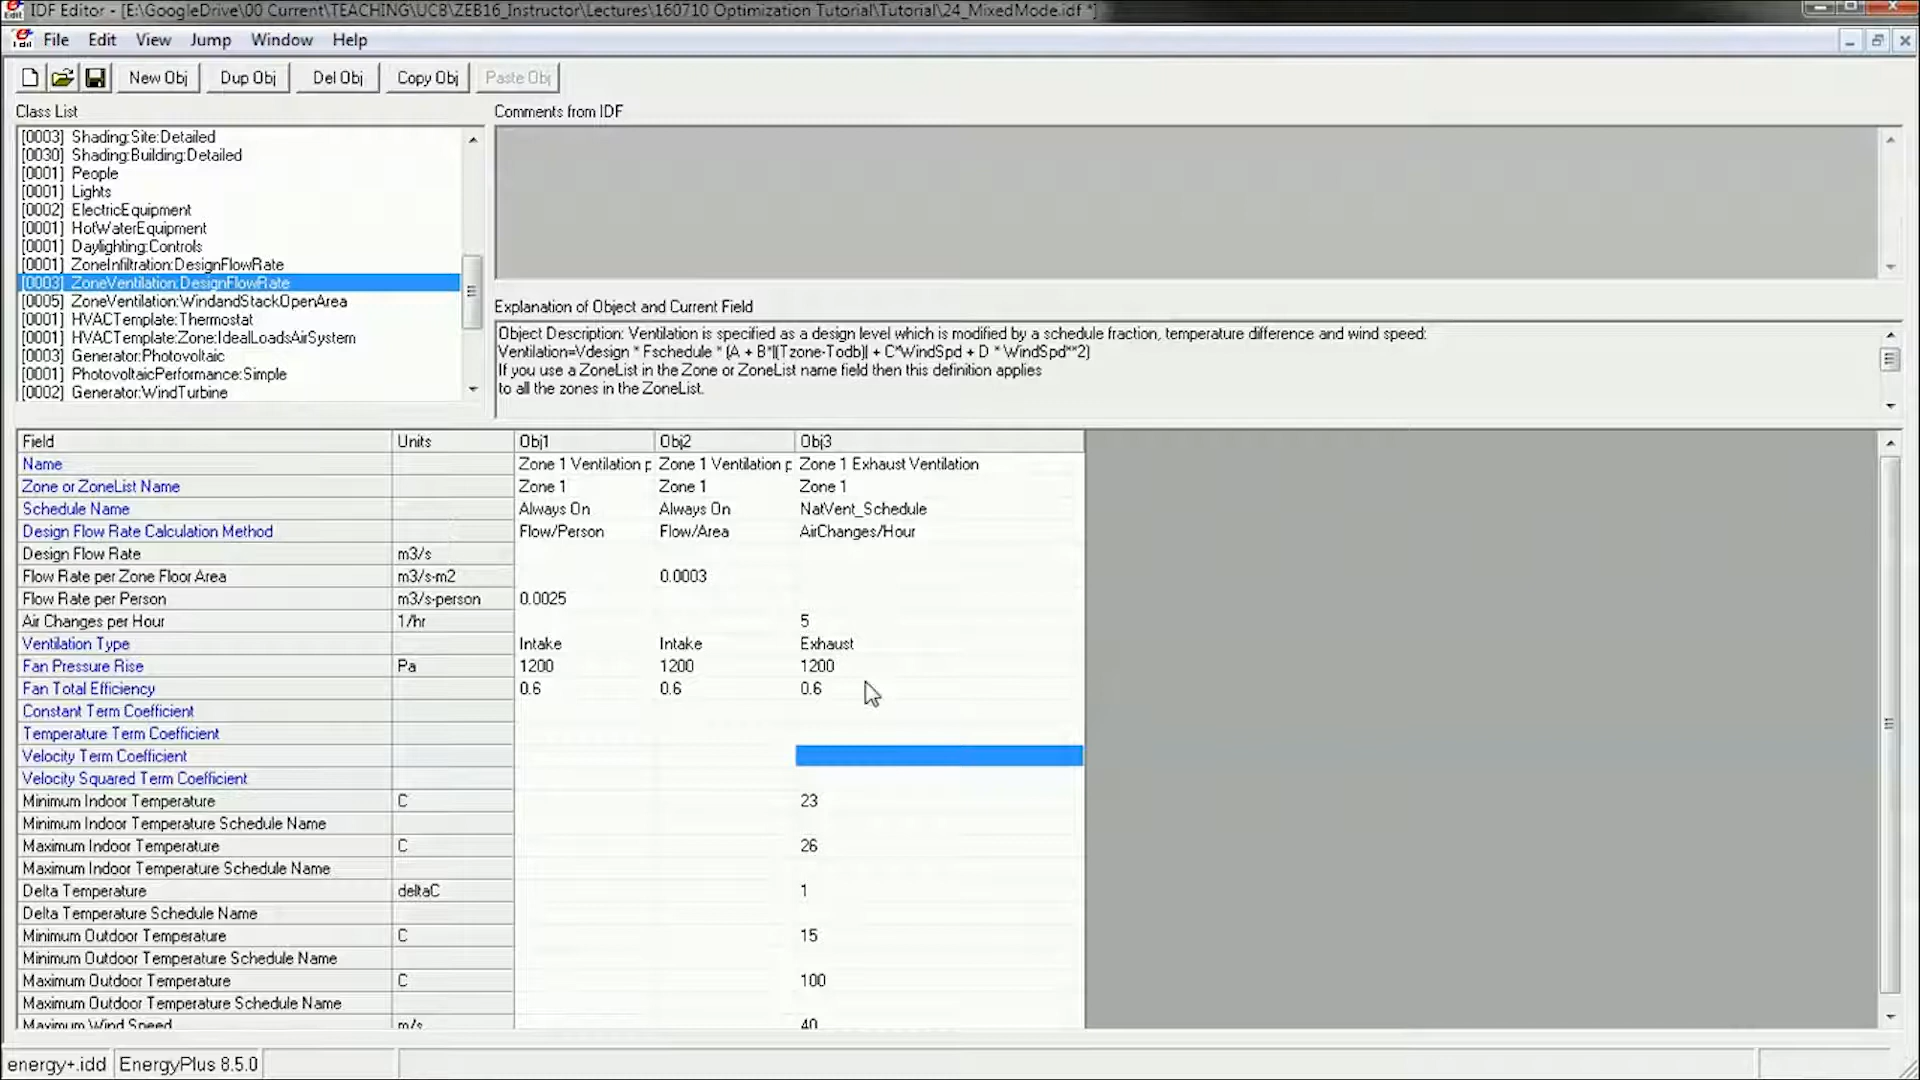 IDF Editor - [E:\GoogleDrive\00 Current\TEACHING\UCB\ZEB16_Instructor\Lectures\160710 Optimization Tutorial\Tutorial\24_MixedMode.idf *]
File Edit View Jump Window Help
New Obj Dup Obj Del Obj Copy Obj Paste Obj
Class List Comments from IDF
[0003] Shading:Site:Detailed
[0030] Shading:Building:Detailed
[0001] People
[0001] Lights
[0002] ElectricEquipment
[0001] HotWaterEquipment
[0001] Daylighting:Controls
[0001] ZoneInfiltration:DesignFlowRate
[0003] ZoneVentilation:DesignFlowRate
[0005] ZoneVentilation:WindandStackOpenArea
[0001] HVACTemplate:Thermostat
[0001] HVACTemplate:Zone:IdealLoadsAirSystem
[0003] Generator:Photovoltaic
[0001] PhotovoltaicPerformance:Simple
[0002] Generator:WindTurbine
Explanation of Object and Current Field
Object Description: Ventilation is specified as a design level which is modified by a schedule fraction, temperature difference and wind speed:
Ventilation=Vdesign * Fschedule * (A + B*|(Tzone-Todb)| + C*WindSpd + D * WindSpd**2)
If you use a ZoneList in the Zone or ZoneList name field then this definition applies
to all the zones in the ZoneList.
Field Units Obj1 Obj2 Obj3
Name Zone 1 Ventilation p Zone 1 Ventilation p Zone 1 Exhaust Ventilation
Zone or ZoneList Name Zone 1 Zone 1 Zone 1
Schedule Name Always On Always On NatVent_Schedule
Design Flow Rate Calculation Method Flow/Person Flow/Area AirChanges/Hour
Design Flow Rate m3/s
Flow Rate per Zone Floor Area m3/s-m2 0.0003
Flow Rate per Person m3/s-person 0.0025
Air Changes per Hour 1/hr 5
Ventilation Type Intake Intake Exhaust
Fan Pressure Rise Pa 1200 1200 1200
Fan Total Efficiency 0.6 0.6 0.6
Constant Term Coefficient
Temperature Term Coefficient
Velocity Term Coefficient
Velocity Squared Term Coefficient
Minimum Indoor Temperature C 23
Minimum Indoor Temperature Schedule Name
Maximum Indoor Temperature C 26
Maximum Indoor Temperature Schedule Name
Delta Temperature deltaC 1
Delta Temperature Schedule Name
Minimum Outdoor Temperature C 15
Minimum Outdoor Temperature Schedule Name
Maximum Outdoor Temperature C 100
Maximum Outdoor Temperature Schedule Name
Maximum Wind Speed m/s 40
energy+.idd EnergyPlus 8.5.0